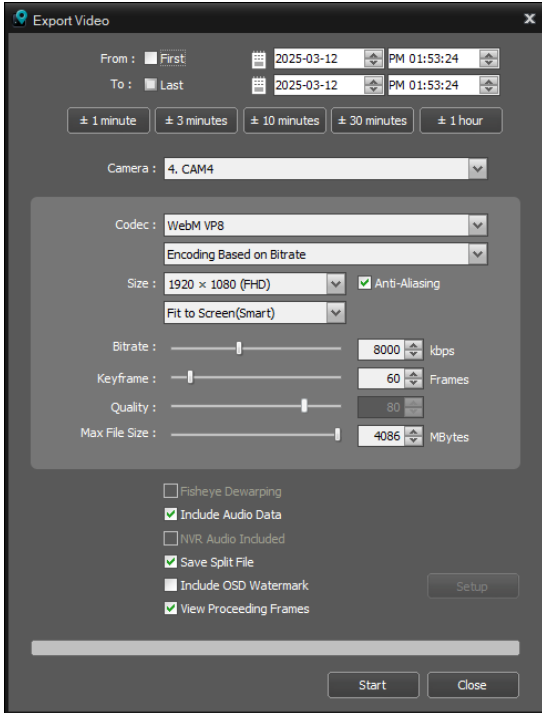 Export Video x
From : First 2025-03-12 PM 01:53:24
To : Last 2025-03-12 PM 01:53:24
± 1 minute ± 3 minutes ± 10 minutes ± 30 minutes ± 1 hour
Camera : 4. CAM4
Codec : WebM VP8
Encoding Based on Bitrate
Size : 1920 × 1080 (FHD) Anti-Aliasing
Fit to Screen(Smart)
Bitrate : 8000 kbps
Keyframe : 60 Frames
Quality : 80
Max File Size : 4086 MBytes
Fisheye Dewarping
Include Audio Data
NVR Audio Included
Save Split File
Include OSD Watermark Setup
View Proceeding Frames
Start Close